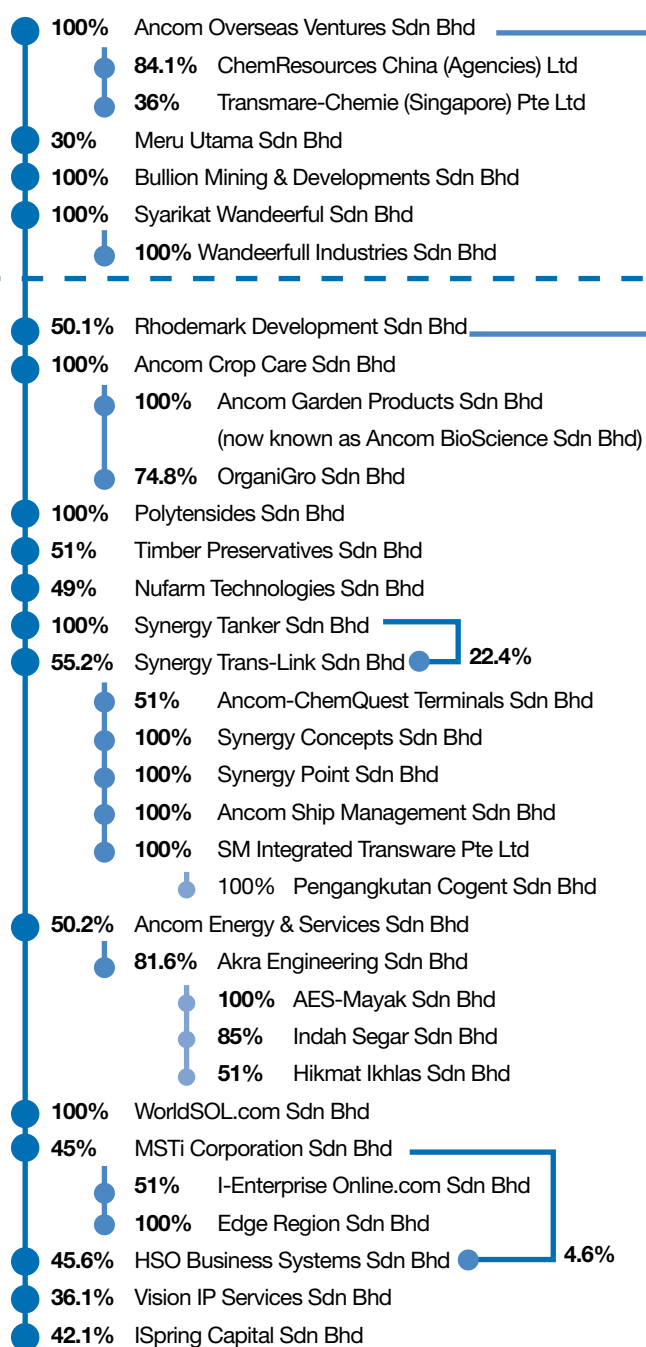 100% Ancom Overseas Ventures Sdn Bhd
84.1% ChemResources China (Agencies) Ltd
36% Transmare-Chemie (Singapore) Pte Ltd
30% Meru Utama Sdn Bhd
100% Bullion Mining & Developments Sdn Bhd
100% Syarikat Wandeerful Sdn Bhd
100% Wandeerfull Industries Sdn Bhd
50.1% Rhodemark Development Sdn Bhd
100% Ancom Crop Care Sdn Bhd
100% Ancom Garden Products Sdn Bhd
(now known as Ancom BioScience Sdn Bhd)
74.8% OrganiGro Sdn Bhd
100% Polytensides Sdn Bhd
51% Timber Preservatives Sdn Bhd
49% Nufarm Technologies Sdn Bhd
100% Synergy Tanker Sdn Bhd
55.2% Synergy Trans-Link Sdn Bhd 22.4%
51% Ancom-ChemQuest Terminals Sdn Bhd
100% Synergy Concepts Sdn Bhd
100% Synergy Point Sdn Bhd
100% Ancom Ship Management Sdn Bhd
100% SM Integrated Transware Pte Ltd
100% Pengangkutan Cogent Sdn Bhd
50.2% Ancom Energy & Services Sdn Bhd
81.6% Akra Engineering Sdn Bhd
100% AES-Mayak Sdn Bhd
85% Indah Segar Sdn Bhd
51% Hikmat Ikhlas Sdn Bhd
100% WorldSOL.com Sdn Bhd
45% MSTi Corporation Sdn Bhd
51% I-Enterprise Online.com Sdn Bhd
100% Edge Region Sdn Bhd
45.6% HSO Business Systems Sdn Bhd 4.6%
36.1% Vision IP Services Sdn Bhd
42.1% ISpring Capital Sdn Bhd